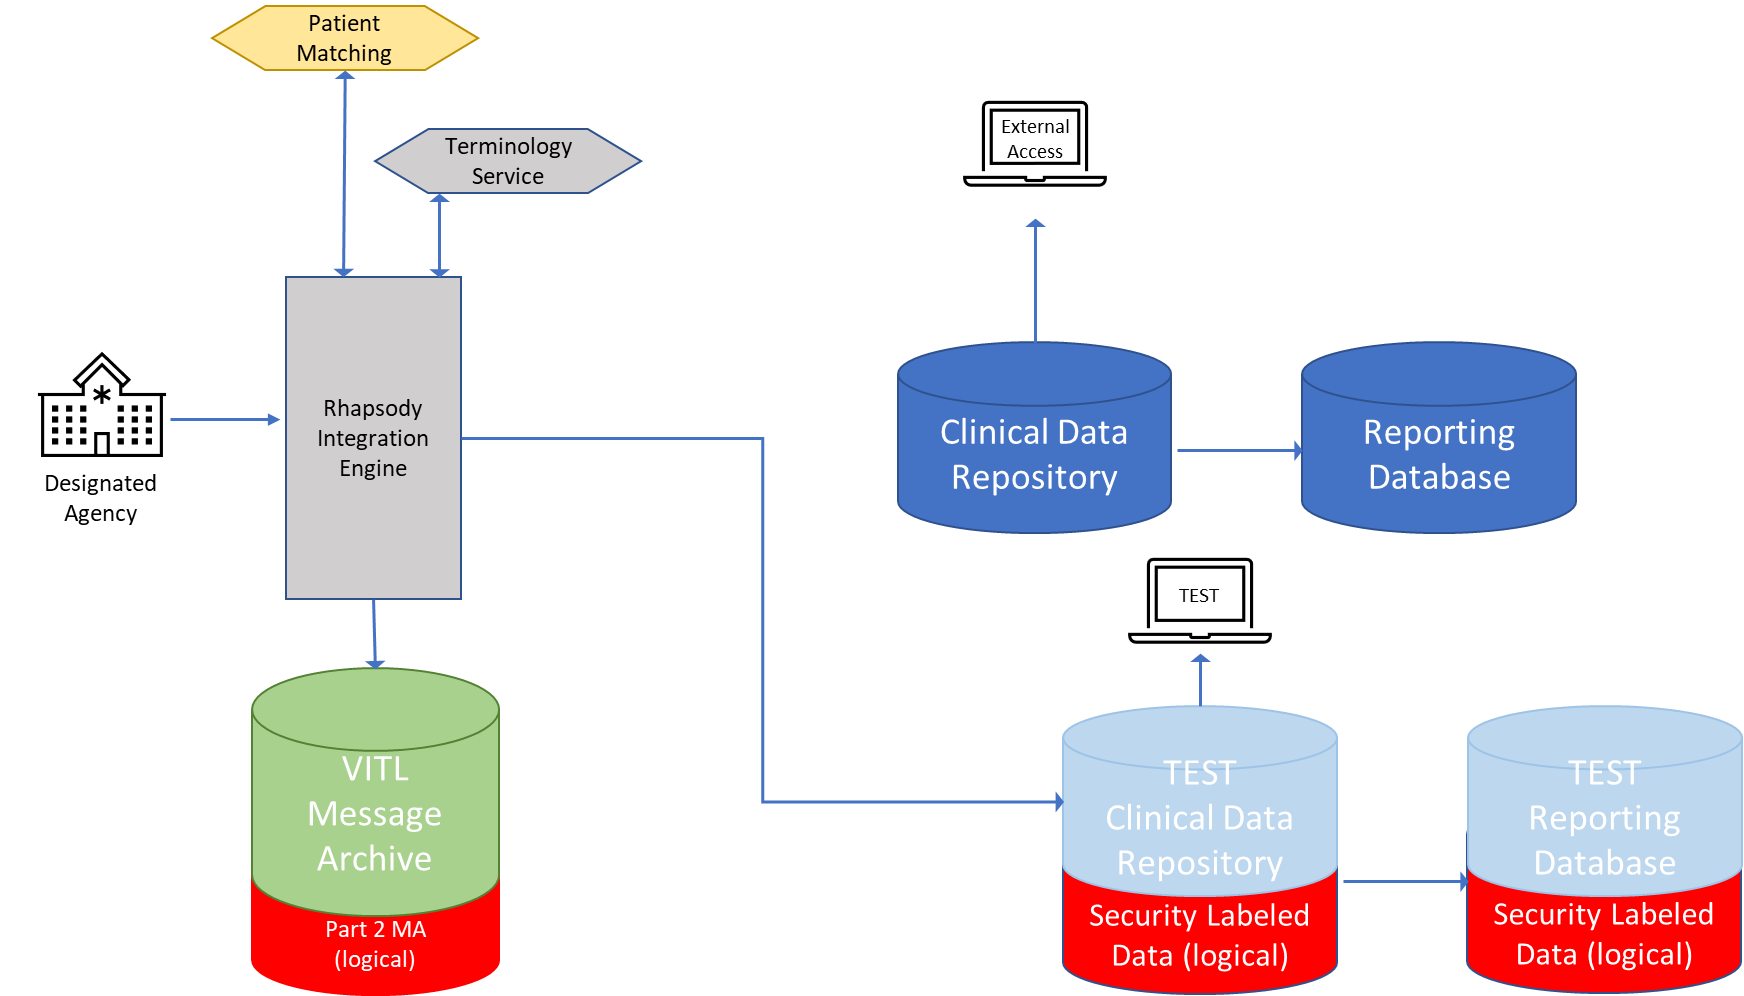 Patient
Matching
Terminology
Service
External
Access
Rhapsody
Integration
Engine
Designated
Agency
Clinical Data
Repository
Reporting
Database
TEST
VITL
Message
Archive
Part 2 MA
(logical)
TEST
Clinical Data
Repository
Security Labeled
Data (logical)
TEST
Reporting
Database
Security Labeled
Data (logical)